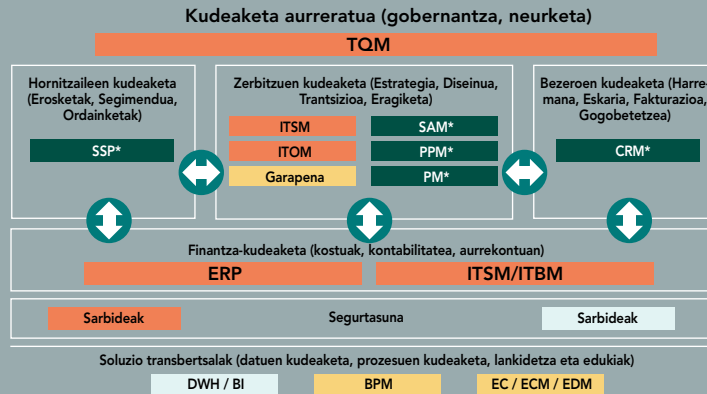 Kudeaketa aurreratua (gobernantza, neurketa)
TQM
Hornitzaileen kudeaketa
(Erosketak, Segimendua,
Ordainketak)
SSP*
Zerbitzuen kudeaketa (Estrategia, Diseinua,
Trantsizioa, Eragiketa)
ITSM
SAM*
ITOM
PPM*
Garapena
PM*
Bezeroen kudeaketa (Harre-
mana, Eskaria, Fakturazioa,
Gogobetetzea)
CRM*
Finantza-kudeaketa (kostuak, kontabilitatea, aurrekontuan)
ERP
ITSM/ITBM
Sarbideak
Segurtasuna
Sarbideak
Soluzio transbertsalak (datuen kudeaketa, prozesuen kudeaketa, lankidetza eta edukiak)
DWH / BI
BPM
EC / ECM / EDM